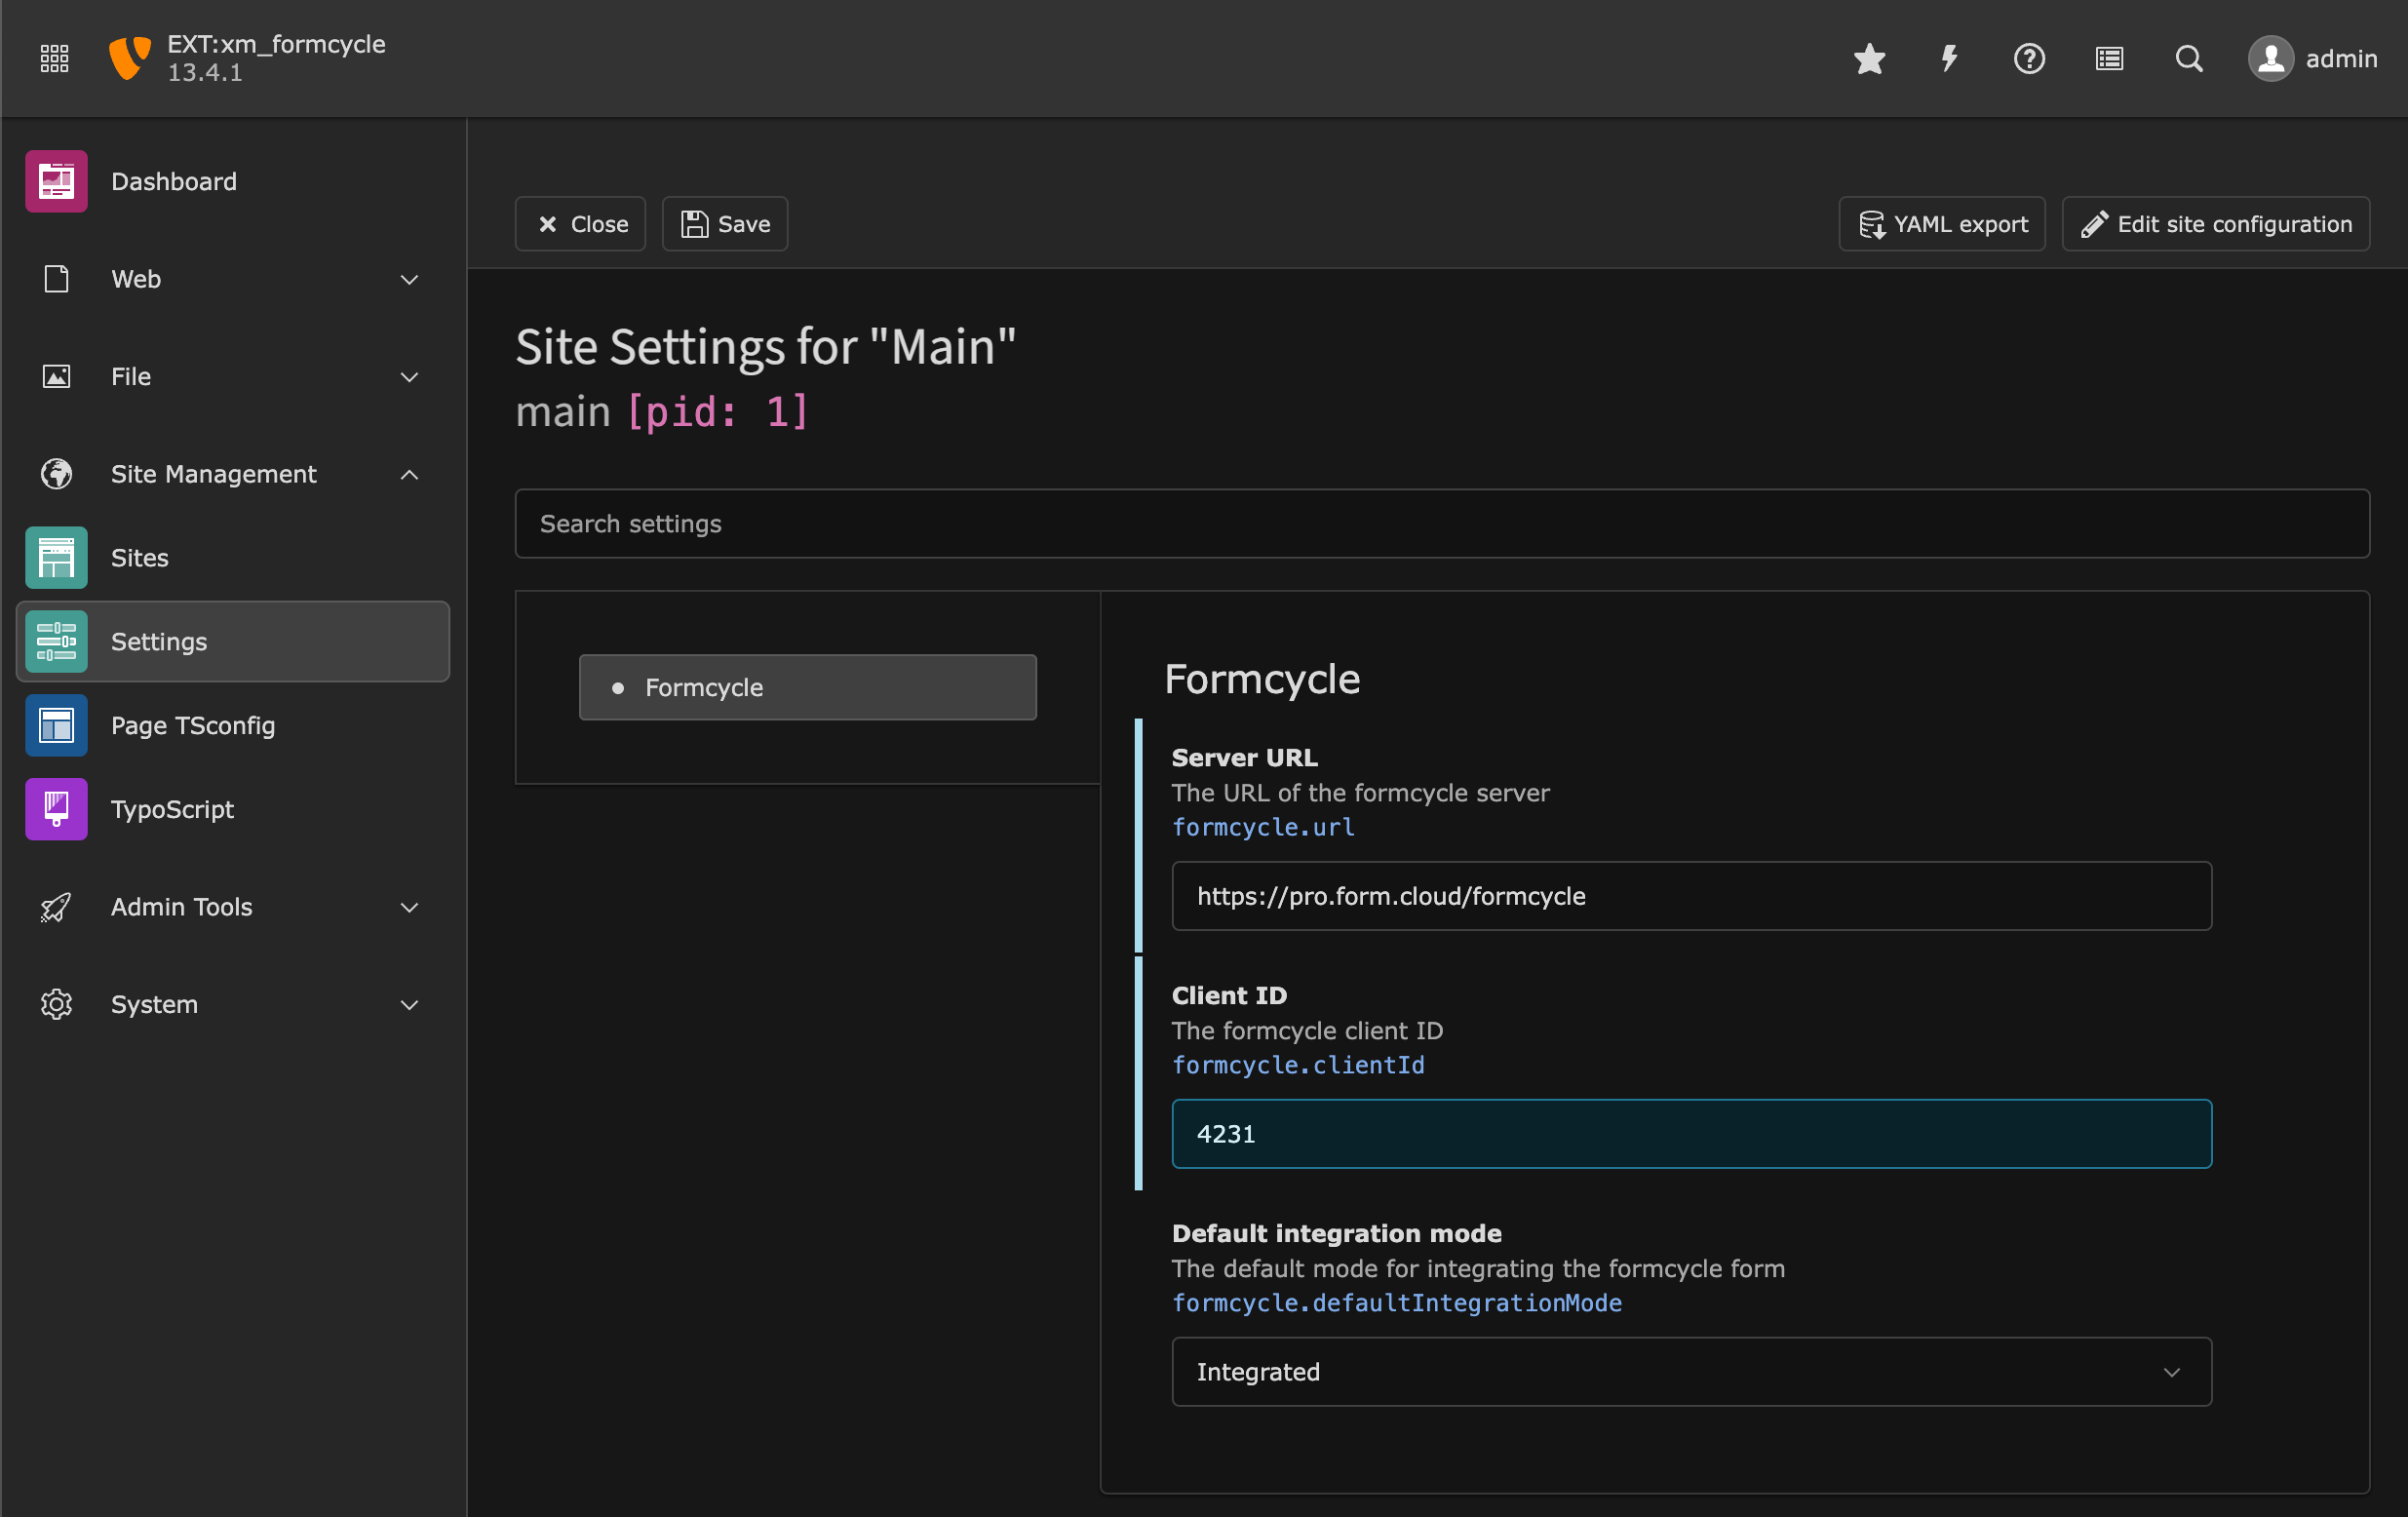 EXT:xm_formcycle
13.4.1
admin
Dashboard
Web
File
Site Management
Sites
Settings
Page TSconfig
TypoScript
Admin Tools
System
Close
Save
YAML export
Edit site configuration
Site Settings for "Main"
main [pid: 1]
Search settings
Formcycle
Formcycle
Server URL
The URL of the formcycle server
formcycle.url
https://pro.form.cloud/formcycle
Client ID
The formcycle client ID
formcycle.clientId
4231
Default integration mode
The default mode for integrating the formcycle form
formcycle.defaultIntegrationMode
Integrated